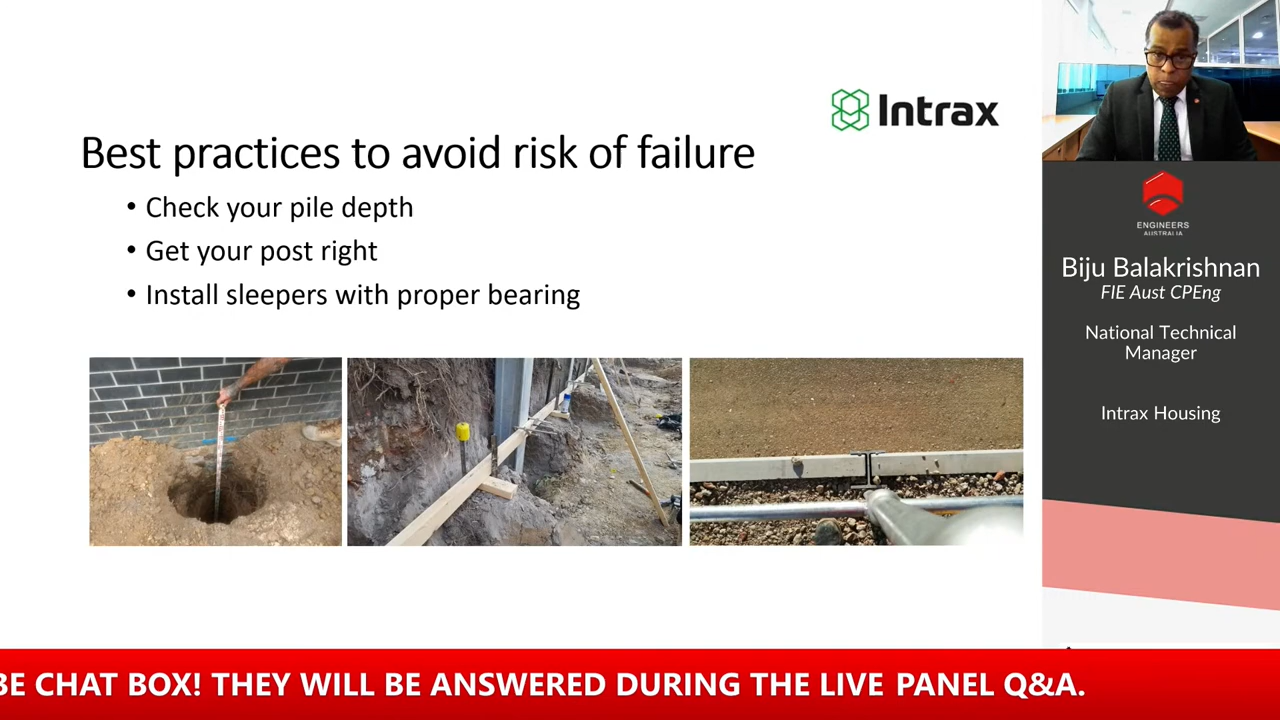 Intrax
Best practices to avoid risk of failure
• Check your pile depth
• Get your post right
• Install sleepers with proper bearing
ENGINEERS
AUSTRALIA
Biju Balakrishnan
FIE Aust CPEng
National Technical
Manager
Intrax Housing
BE CHAT BOX! THEY WILL BE ANSWERED DURING THE LIVE PANEL Q&A.